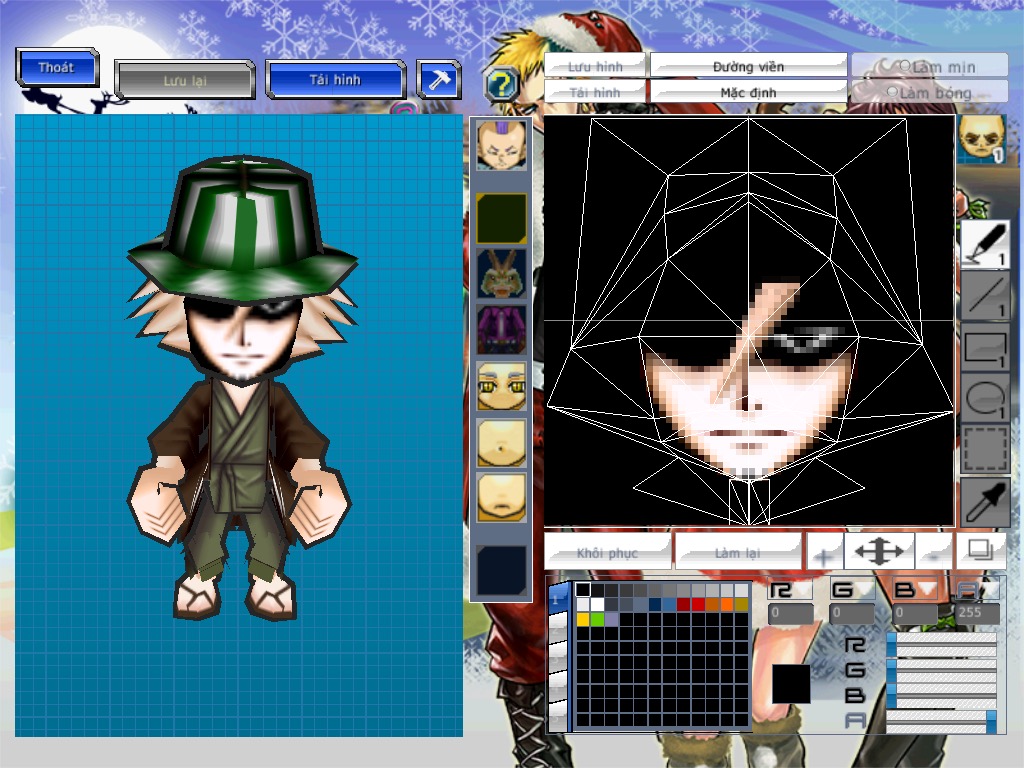 Thoát
Lưu lại
Tải hình
?
Lưu hình
Đường viền
Làm mịn
Tải hình
Mặc định
Làm bóng
1
1
1
1
1
Khôi phục
Làm lại
1
R G B A
0 0 0 255
R
G
B
A